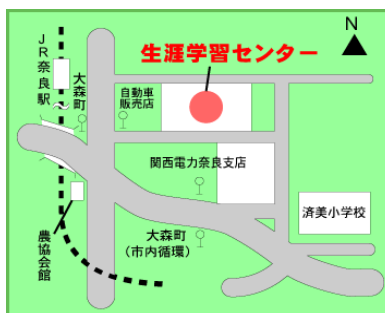 N
生涯学習センター
JR奈良駅
大森町
自動車
販売店
関西電力奈良支店
済美小学校
大森町
(市内循環)
農協会館